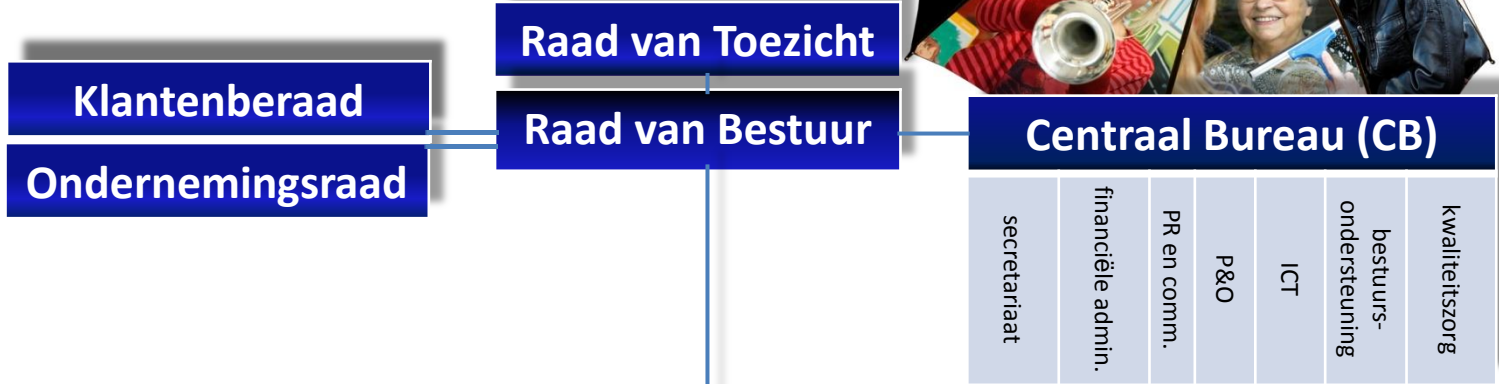 Raad van Toezicht
Klantenberaad
Raad van Bestuur
Centraal Bureau (CB)
Ondernemingsraad
secretariaat
financiële admin.
PR en comm.
P&O
ICT
bestuurs-
ondersteuning
kwaliteitszorg